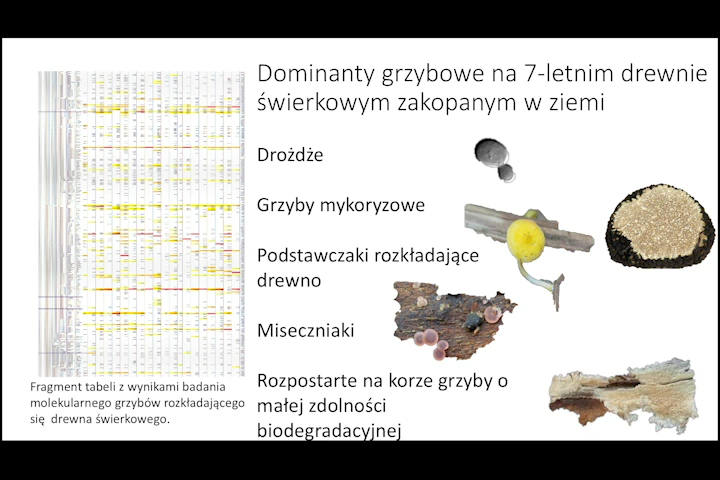 Dominanty grzybowe na 7-letnim drewnie
świerkowym zakopanym w ziemi
Drożdże
Grzyby mykoryzowe
Podstawczaki rozkładające
drewno
Miseczniaki
Rozpostarte na korze grzyby o
małej zdolności
biodegradacyjnej
Fragment tabeli z wynikami badania
molekularnego grzybów rozkładającego
się drewna świerkowego.